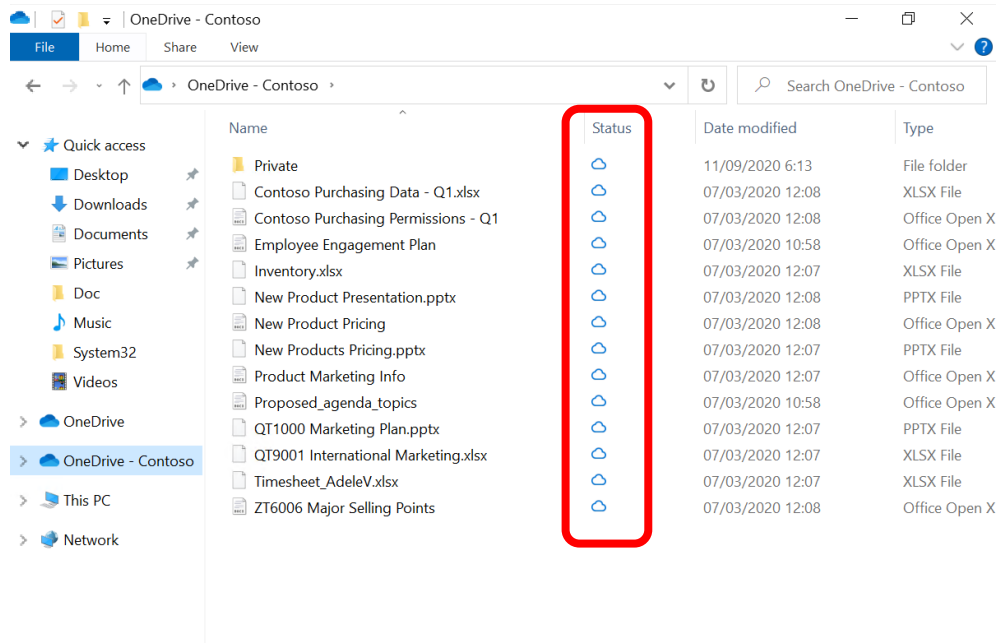 OneDrive - Contoso
File Home Share View
OneDrive - Contoso Search OneDrive - Contoso
Name Status Date modified Type
Quick access
Desktop
Downloads
Documents
Pictures
Doc
Music
System32
Videos
OneDrive
OneDrive - Contoso
This PC
Network
Private 11/09/2020 6:13 File folder
Contoso Purchasing Data - Q1.xlsx 07/03/2020 12:08 XLSX File
Contoso Purchasing Permissions - Q1 07/03/2020 12:08 Office Open X
Employee Engagement Plan 07/03/2020 10:58 Office Open X
Inventory.xlsx 07/03/2020 12:07 XLSX File
New Product Presentation.pptx 07/03/2020 12:08 PPTX File
New Product Pricing 07/03/2020 12:08 Office Open X
New Products Pricing.pptx 07/03/2020 12:07 PPTX File
Product Marketing Info 07/03/2020 12:07 Office Open X
Proposed_agenda_topics 07/03/2020 10:58 Office Open X
QT1000 Marketing Plan.pptx 07/03/2020 12:07 PPTX File
QT9001 International Marketing.xlsx 07/03/2020 12:07 XLSX File
Timesheet_AdeleV.xlsx 07/03/2020 12:07 XLSX File
ZT6006 Major Selling Points 07/03/2020 12:08 Office Open X